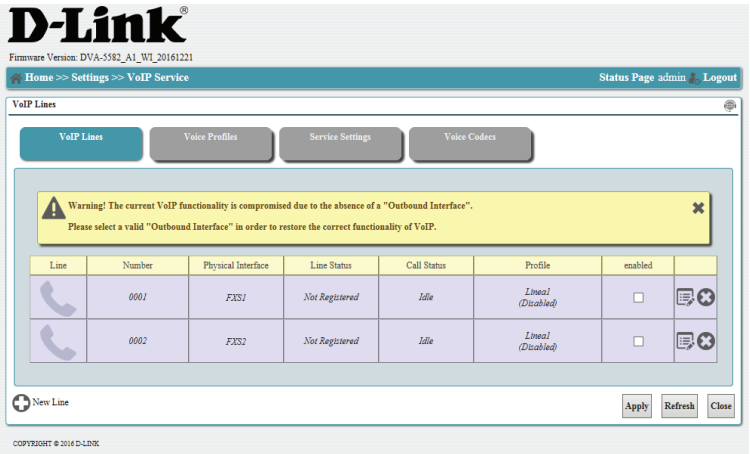 D-Link®
Firmware Version: DVA-5582_A1_WI_20161221
Home >> Settings >> VoIP Service Status Page admin Logout
VoIP Lines
VoIP Lines Voice Profiles Service Settings Voice Codecs
Warning! The current VoIP functionality is compromised due to the absence of a "Outbound Interface".
Please select a valid "Outbound Interface" in order to restore the correct functionality of VoIP.
Line Number Physical Interface Line Status Call Status Profile enabled
0001 FXS1 Not Registered Idle Linea1
(Disabled)
0002 FXS2 Not Registered Idle Linea1
(Disabled)
New Line Apply Refresh Close
COPYRIGHT © 2016 D-LINK